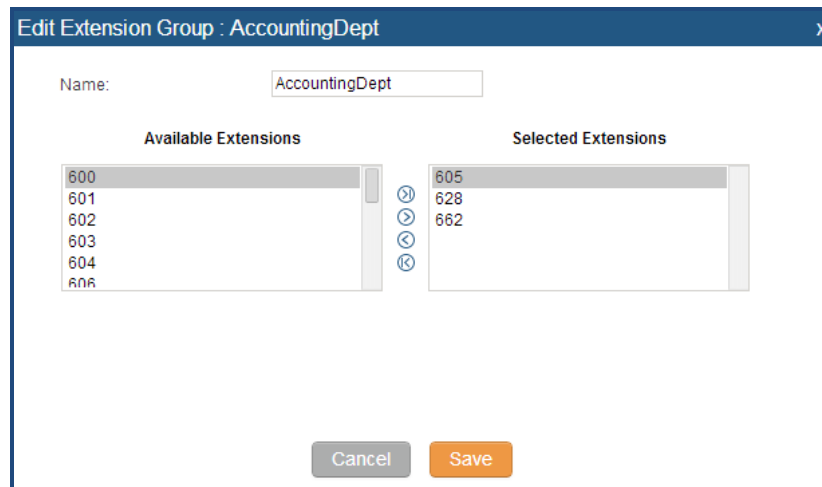 Edit Extension Group : AccountingDept x
Name: AccountingDept
Available Extensions Selected Extensions
600 605
601 628
602 662
603
604
606
Cancel Save